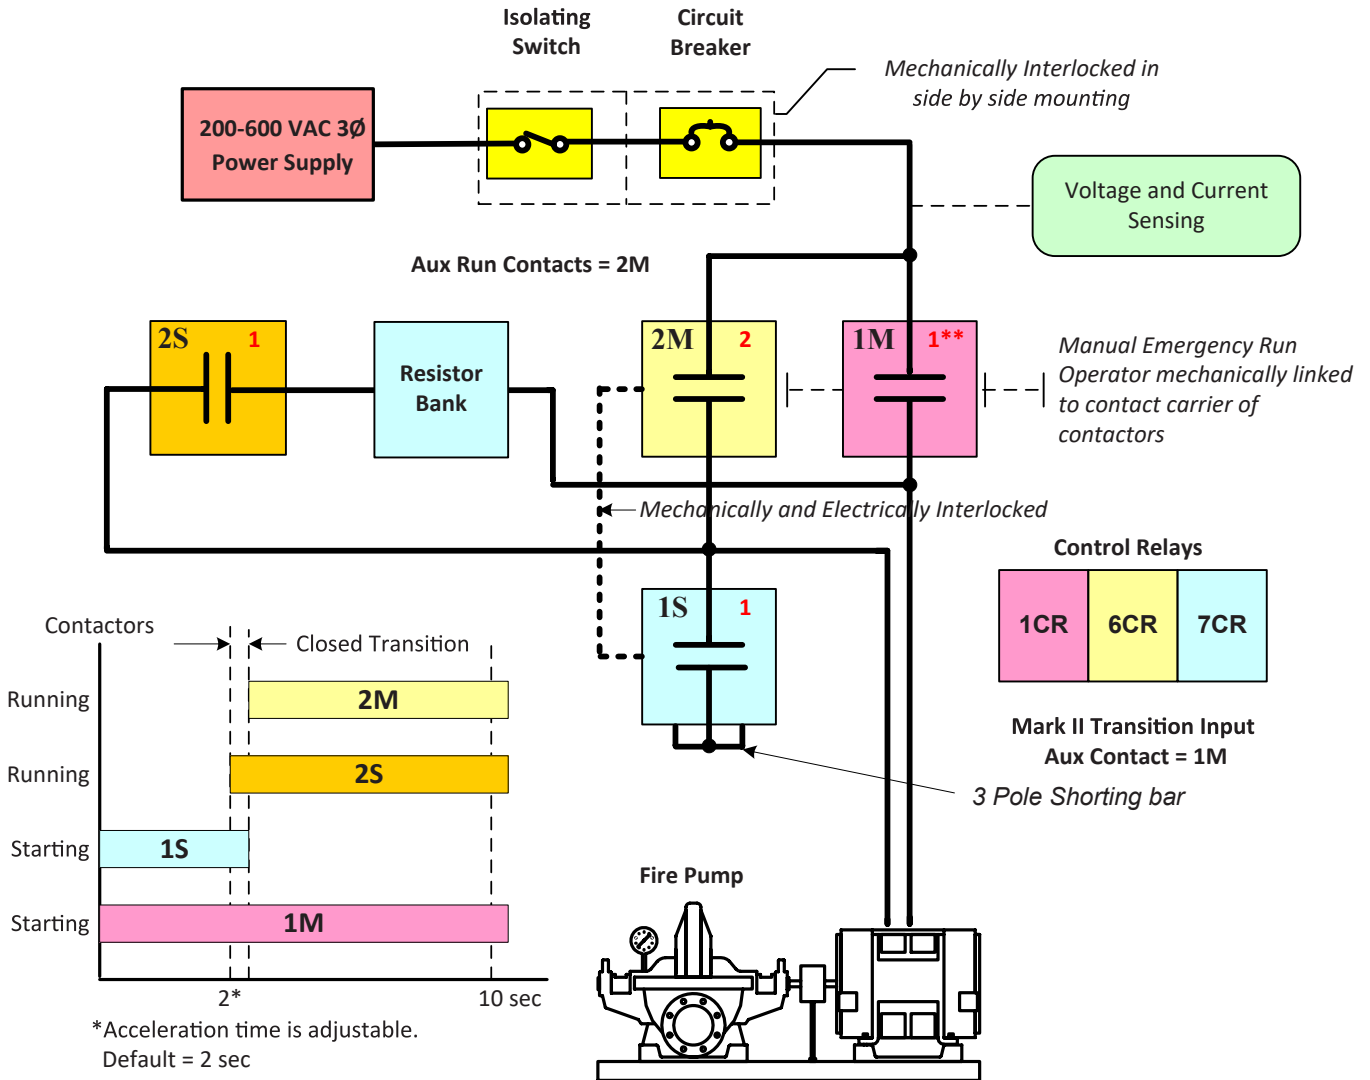 Isolating
Switch
Circuit
Breaker
Mechanically Interlocked in
side by side mounting
200-600 VAC 3Ø
Power Supply
Voltage and Current
Sensing
Aux Run Contacts = 2M
2S 1
Resistor
Bank
2M 2
1M 1**
Manual Emergency Run
Operator mechanically linked
to contact carrier of
contactors
Mechanically and Electrically Interlocked
1S 1
Control Relays
1CR 6CR 7CR
Mark II Transition Input
Aux Contact = 1M
3 Pole Shorting bar
Contactors
Closed Transition
Running 2M
Running 2S
Starting 1S
Starting 1M
2* 10 sec
*Acceleration time is adjustable.
Default = 2 sec
Fire Pump